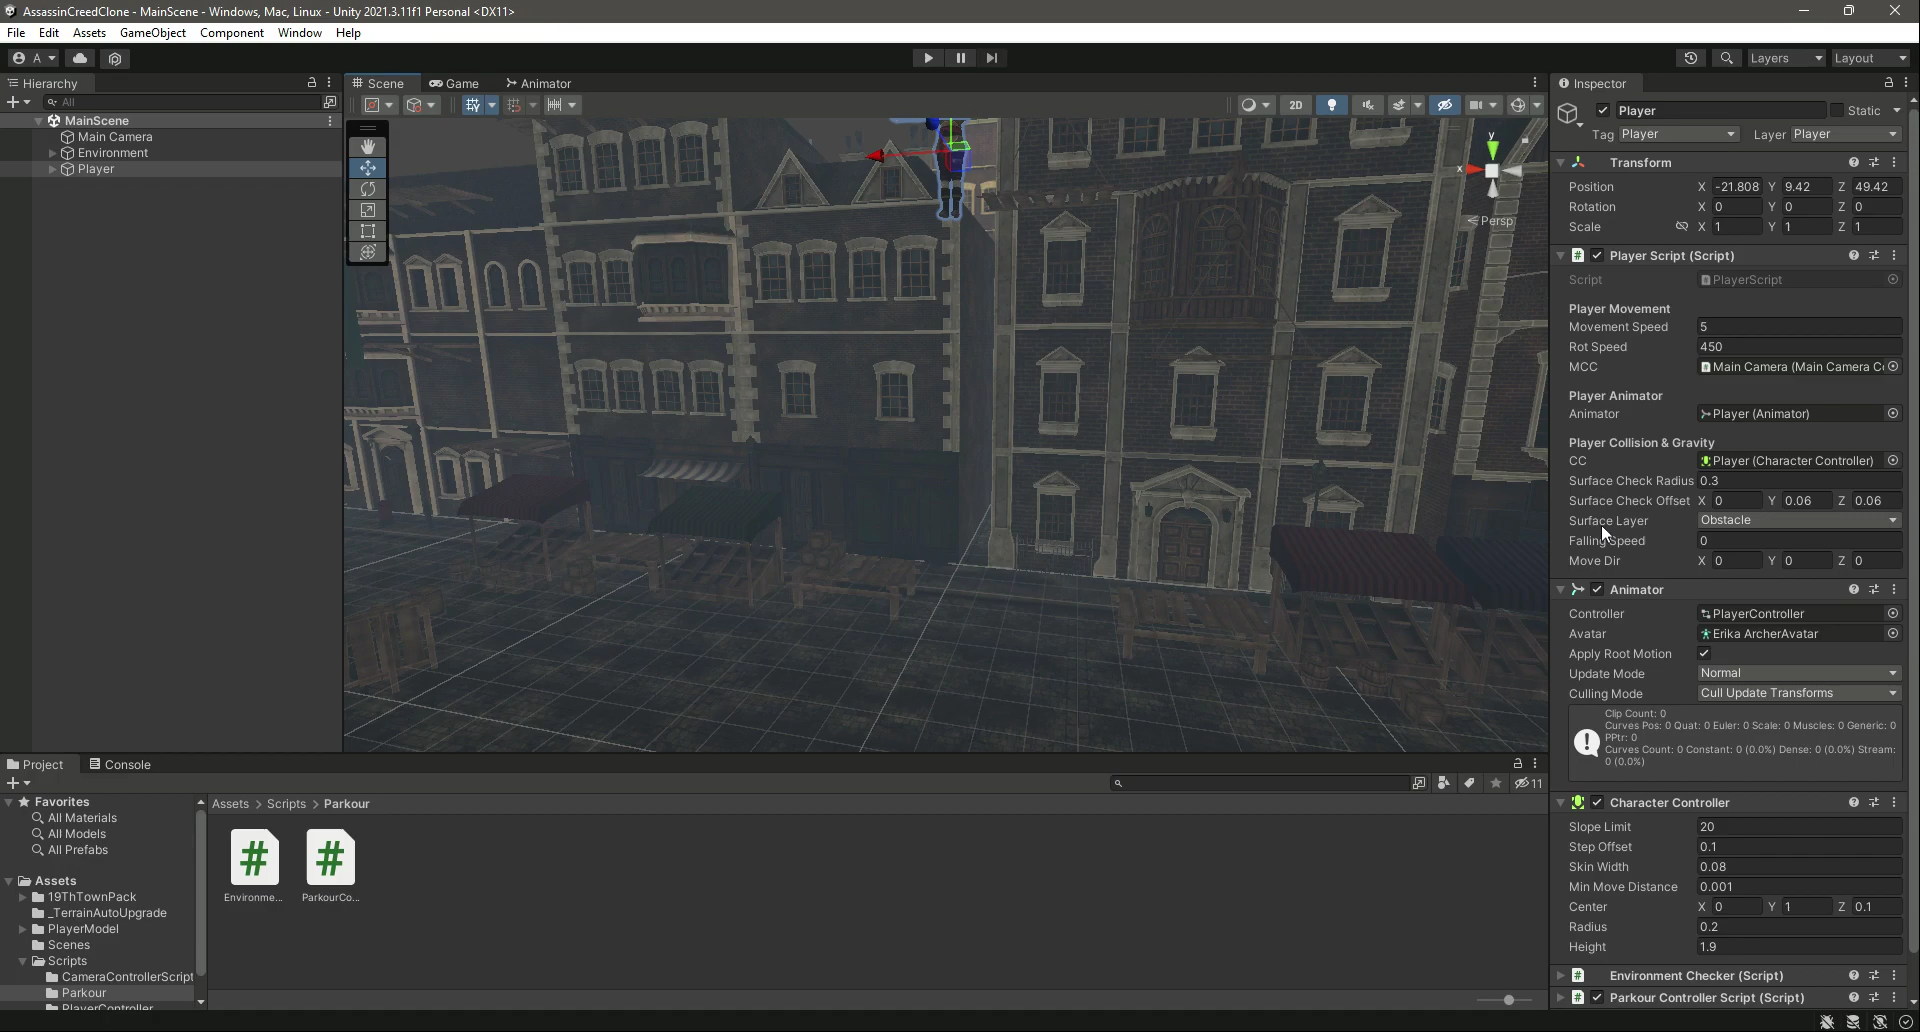 AssassinCreedClone - MainScene - Windows, Mac, Linux - Unity 2021.3.11f1 Personal <DX11>
File Edit Assets GameObject Component Window Help
A
Layers Layout
Hierarchy
All
MainScene
Main Camera
Environment
Player
Scene Game Animator
2D
y
x
Persp
Inspector
Player Static
Tag Player Layer Player
Transform
Position X -21.808 Y 9.42 Z 49.42
Rotation X 0 Y 0 Z 0
Scale X 1 Y 1 Z 1
Player Script (Script)
Script PlayerScript
Player Movement
Movement Speed 5
Rot Speed 450
MCC Main Camera (Main Camera C
Player Animator
Animator Player (Animator)
Player Collision & Gravity
CC Player (Character Controller)
Surface Check Radius 0.3
Surface Check Offset X 0 Y 0.06 Z 0.06
Surface Layer Obstacle
Falling Speed 0
Move Dir X 0 Y 0 Z 0
Animator
Controller PlayerController
Avatar Erika ArcherAvatar
Apply Root Motion
Update Mode Normal
Culling Mode Cull Update Transforms
Clip Count: 0
Curves Pos: 0 Quat: 0 Euler: 0 Scale: 0 Muscles: 0 Generic: 0
PPtr: 0
Curves Count: 0 Constant: 0 (0.0%) Dense: 0 (0.0%) Stream:
0 (0.0%)
Character Controller
Slope Limit 20
Step Offset 0.1
Skin Width 0.08
Min Move Distance 0.001
Center X 0 Y 1 Z 0.1
Radius 0.2
Height 1.9
Environment Checker (Script)
Parkour Controller Script (Script)
Project Console
11
Favorites
All Materials
All Models
All Prefabs
Assets
19ThTownPack
_TerrainAutoUpgrade
PlayerModel
Scenes
Scripts
CameraControllerScript
Parkour
PlayerController
Assets > Scripts > Parkour
# #
Environme... ParkourCo...